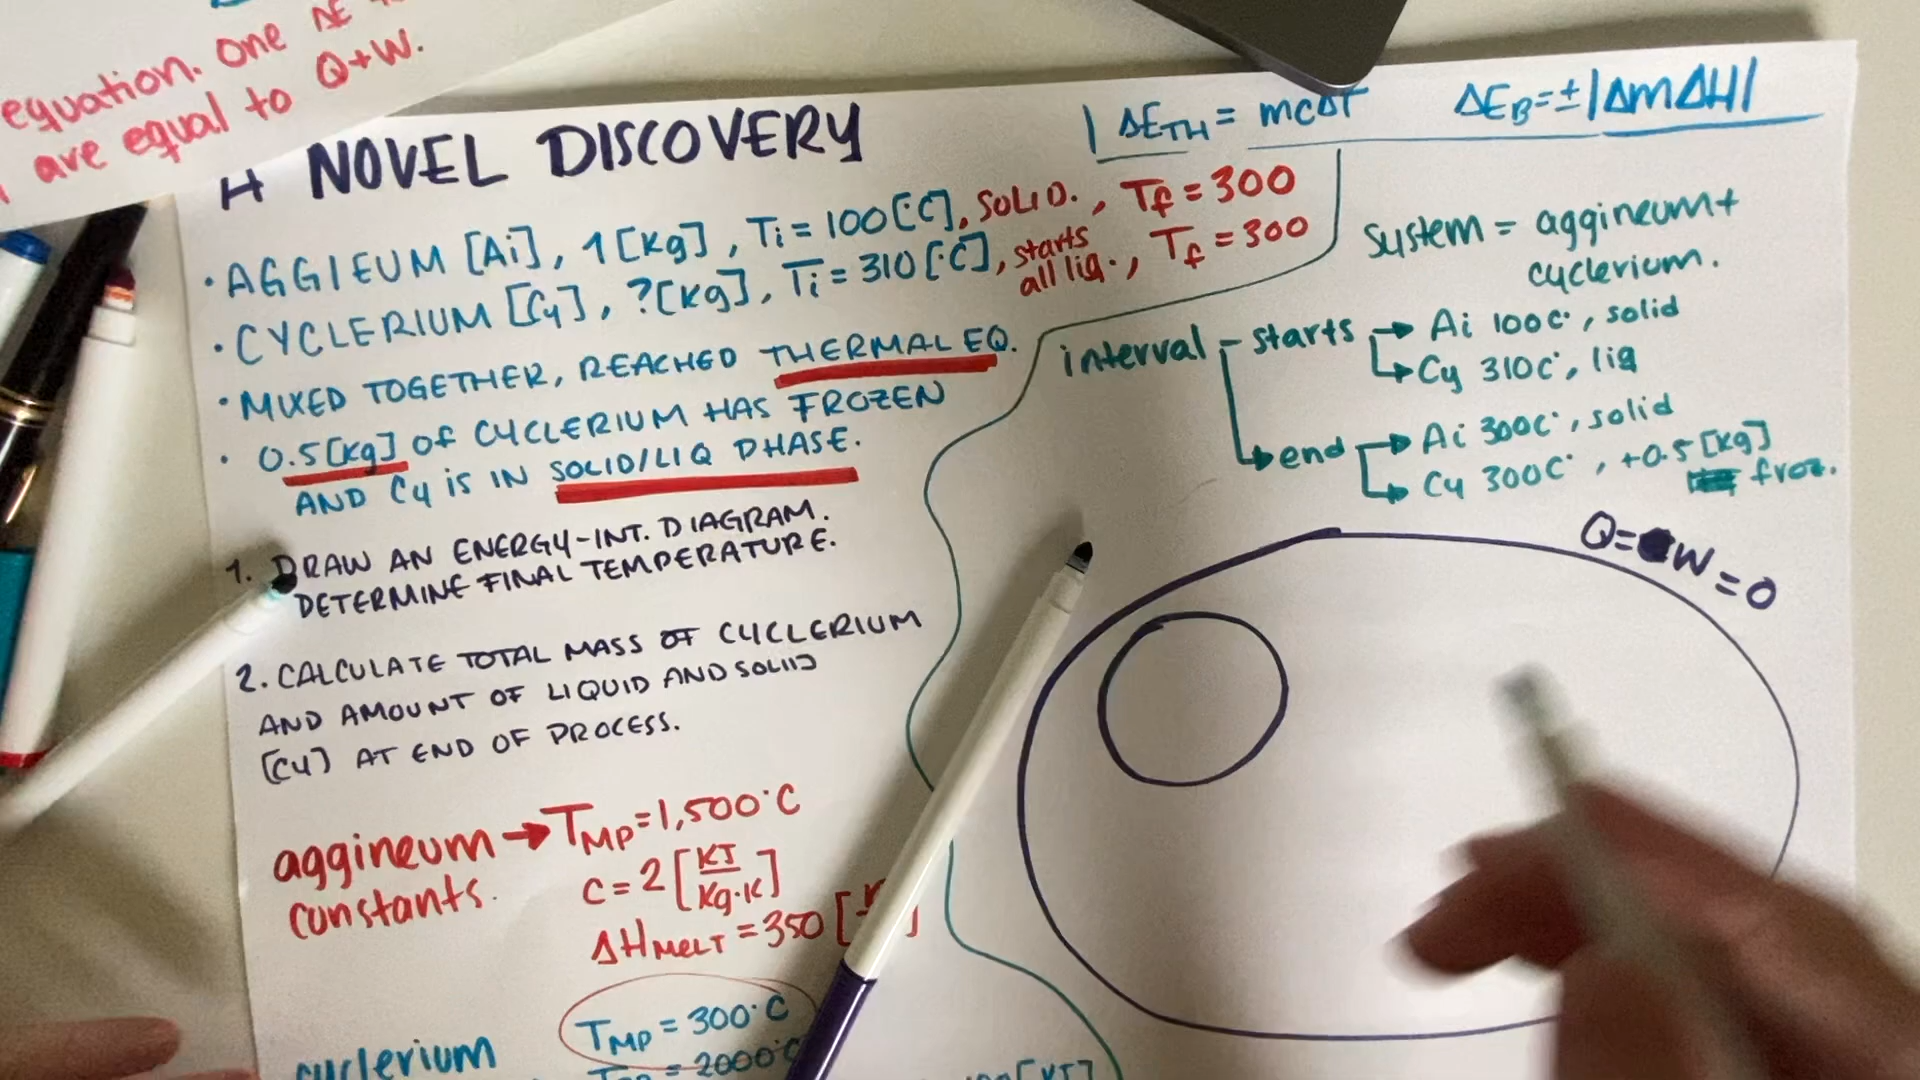 equation. One ΔE
are equal to Q+W.
A NOVEL DISCOVERY
ΔE_TH = mcΔT
ΔE_B = ±|ΔmΔH|
• AGGIEUM [Ai], 1[kg], Ti = 100[°C], SOLID., Tf = 300
• CYCLERIUM [Cy], ?[kg], Ti = 310[°C], starts all liq., Tf = 300
• MIXED TOGETHER, REACHED THERMAL EQ.
• 0.5[kg] OF CYCLERIUM HAS FROZEN
AND Cy IS IN SOLID/LIQ PHASE.
1. DRAW AN ENERGY-INT. DIAGRAM.
DETERMINE FINAL TEMPERATURE.
2. CALCULATE TOTAL MASS OF CYCLERIUM
AND AMOUNT OF LIQUID AND SOLID
[Cy] AT END OF PROCESS.
aggineum → T_MP = 1,500°C
constants.
C = 2 [KJ/Kg·K]
ΔH_MELT = 350 [
cyclerium
T_MP = 300°C
= 2000°C
System = aggineum +
cyclerium.
interval starts → Ai 100C°, solid
→ Cy 310C°, liq
→ end → Ai 300C°, solid
→ Cy 300C°, +0.5 [kg]
froz.
Q = W = 0
[KJ]